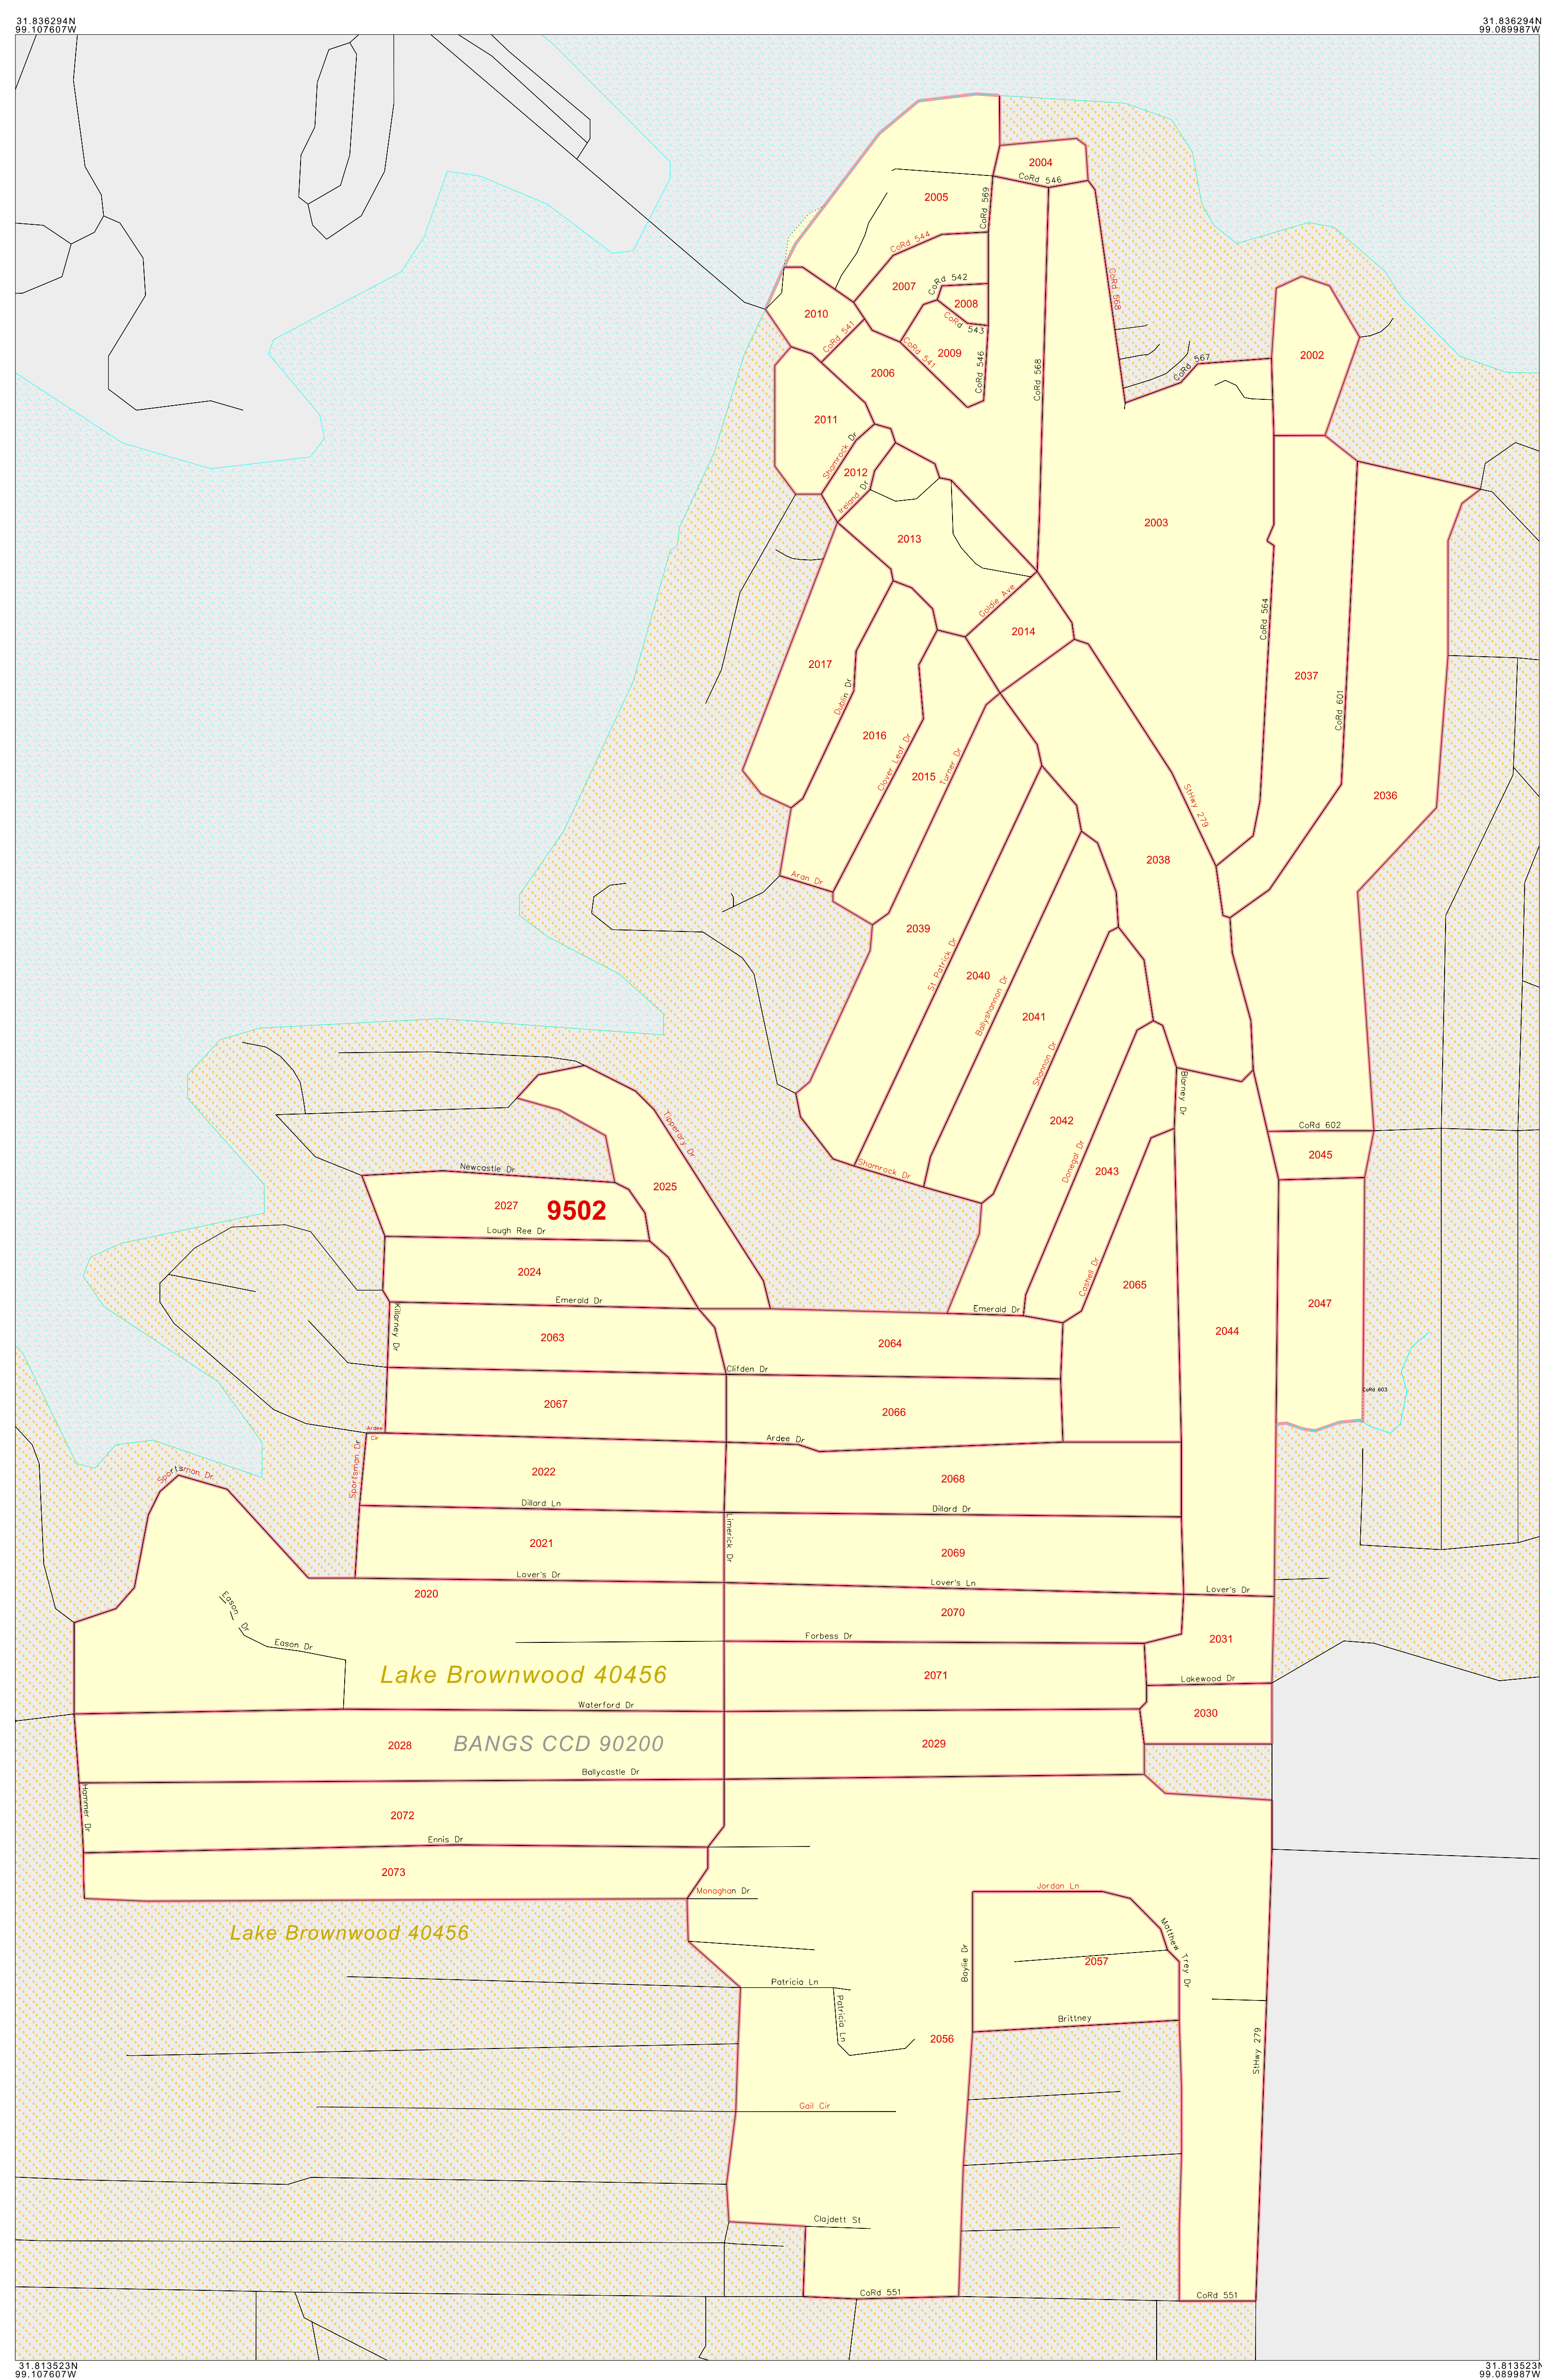 31.836294N
99.107607W
31.836294N
99.089987W
2004
CoRd 546
2005
CoRd 569
CoRd 544
CoRd 542
2007
2008
CoRd 543
2010
CoRd 541
CoRd 541
2009
CoRd 546
2006
CoRd 568
CoRd 568
CoRd 567
2002
2011
Shamrock Dr
2012
Ireland Dr
2013
2003
Goldie Ave
2014
CoRd 564
2017
Dublin Dr
2037
CoRd 601
2016
Clover Leaf Dr
2015
Turner Dr
StHwy 279
2036
2038
Aran Dr
2039
St Patrick Dr
2040
Ballyshannon Dr
2041
Shannon Dr
Blarney Dr
Tipperary Dr
2042
CoRd 602
2045
Shamrock Dr
Donegal Dr
2043
Newcastle Dr
2025
2027
9502
Lough Ree Dr
2024
Cashell Dr
2065
Emerald Dr
Emerald Dr
Killarney Dr
2047
2044
2063
2064
Clifden Dr
CoRd 603
2067
2066
Ardee
Cir
Ardee Dr
Sportsman Dr
2022
2068
Sportsman Dr
Dillard Ln
Dillard Dr
Limerick Dr
2021
2069
Lover's Dr
Lover's Ln
Lover's Dr
2020
Eason Dr
2070
Eason Dr
Forbess Dr
2031
Lake Brownwood 40456
2071
Lakewood Dr
Waterford Dr
2030
2028
BANGS CCD 90200
2029
Ballycastle Dr
Hammer Dr
2072
Ennis Dr
2073
Monaghan Dr
Jordan Ln
Lake Brownwood 40456
Matthew Trey Dr
Baylie Dr
2057
Patricia Ln
Patricia Ln
Brittney
2056
StHwy 279
Gail Cir
Clajdett St
CoRd 551
CoRd 551
31.813523N
99.107607W
31.813523N
99.089987W